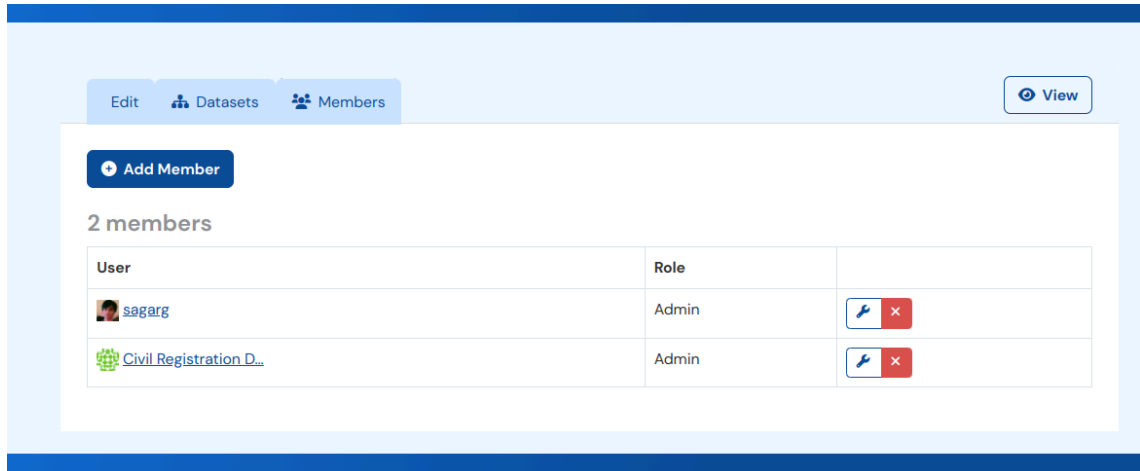 Edit Datasets Members View
Add Member
2 members
User Role
sagarg Admin
Civil Registration D... Admin